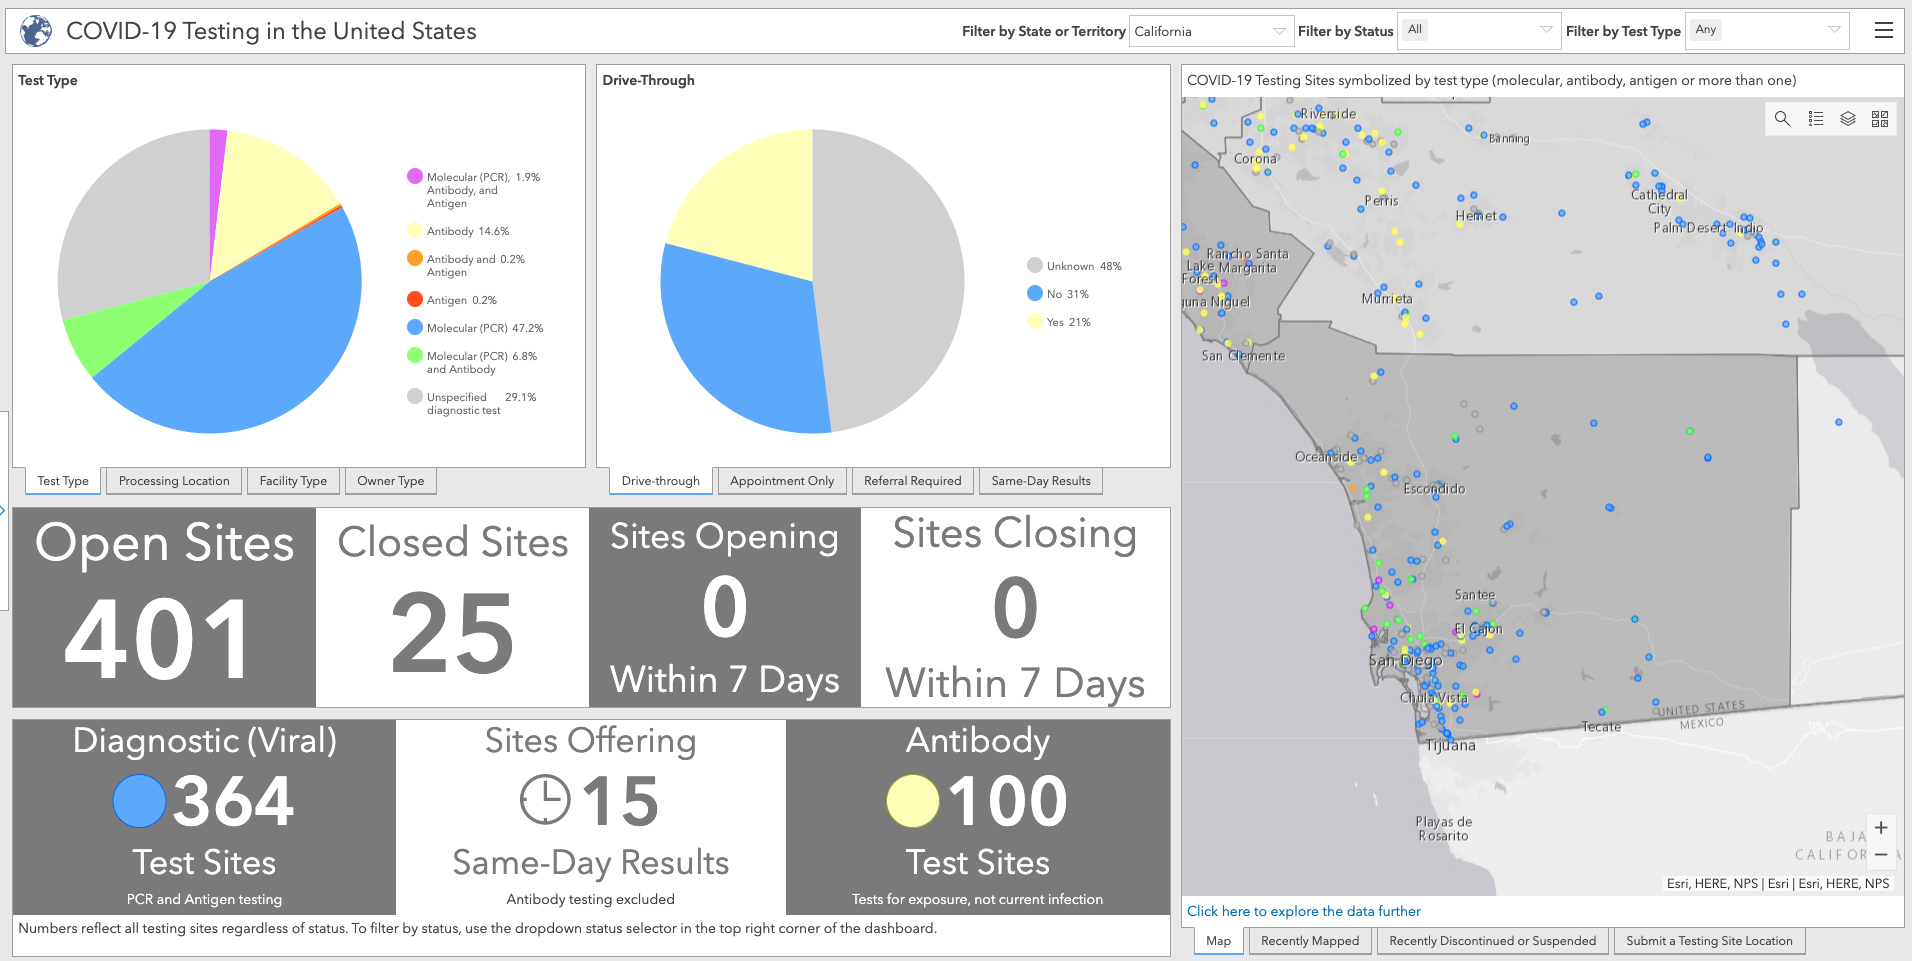 COVID-19 Testing in the United States
Filter by State or Territory
California
Filter by Status
All
Filter by Test Type
Any
Test Type
Molecular (PCR), 1.9%
Antibody, and
Antigen
Antibody 14.6%
Antibody and 0.2%
Antigen
Antigen 0.2%
Molecular (PCR) 47.2%
Molecular (PCR) 6.8%
and Antibody
Unspecified 29.1%
diagnostic test
Test Type
Processing Location
Facility Type
Owner Type
Drive-Through
Unknown 48%
No 31%
Yes 21%
Drive-through
Appointment Only
Referral Required
Same-Day Results
Open Sites
401
Closed Sites
25
Sites Opening
0
Within 7 Days
Sites Closing
0
Within 7 Days
Diagnostic (Viral)
364
Test Sites
PCR and Antigen testing
Sites Offering
15
Same-Day Results
Antibody testing excluded
Antibody
100
Test Sites
Tests for exposure, not current infection
Numbers reflect all testing sites regardless of status. To filter by status, use the dropdown status selector in the top right corner of the dashboard.
COVID-19 Testing Sites symbolized by test type (molecular, antibody, antigen or more than one)
Riverside
Banning
Corona
Perris
Hemet
Cathedral
City
Palm Desert
Indio
Rancho Santa
Margarita
Lake
Forest
guna Niguel
Murrieta
San Clemente
Oceanside
Escondido
Santee
El Cajon
San Diego
Chula Vista
Tijuana
Tecate
UNITED STATES
MEXICO
Playas de
Rosarito
BAJA
CALIFORNIA
+
−
Esri, HERE, NPS | Esri | Esri, HERE, NPS
Click here to explore the data further
Map
Recently Mapped
Recently Discontinued or Suspended
Submit a Testing Site Location